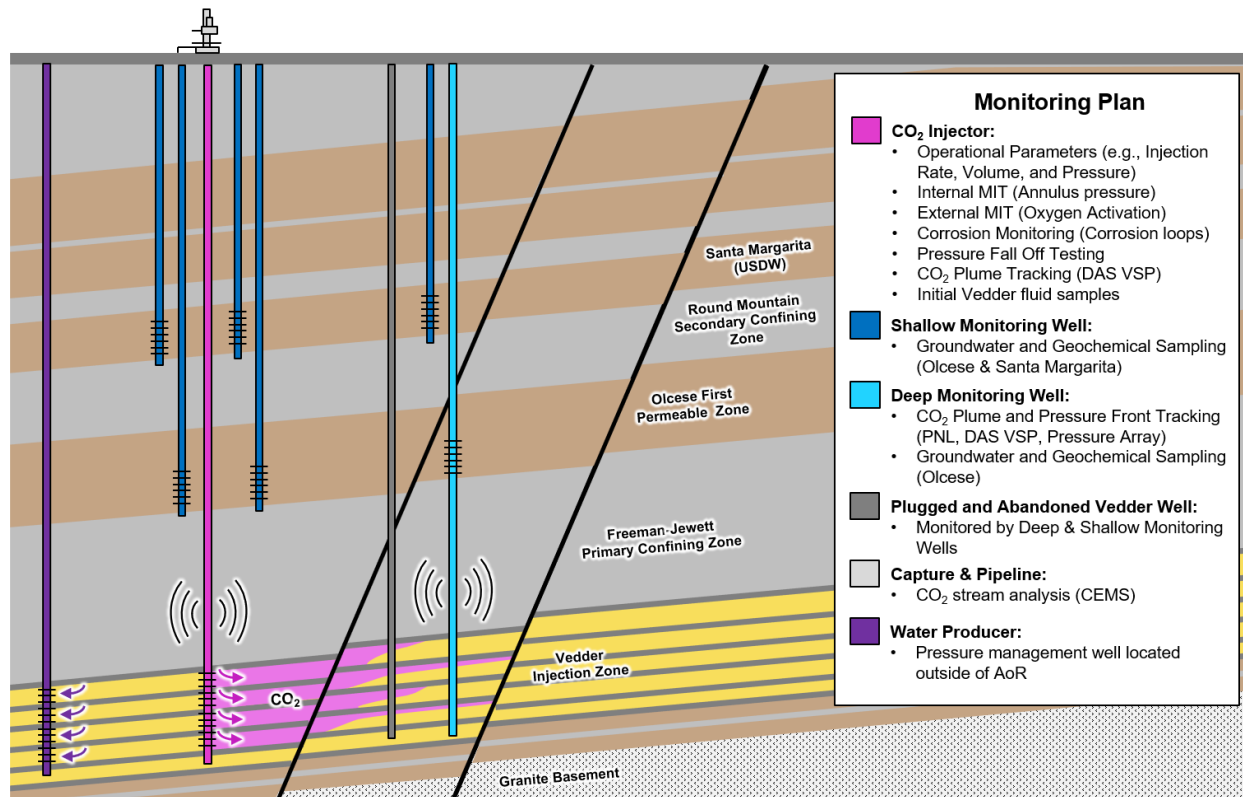 Monitoring Plan
CO₂ Injector:
• Operational Parameters (e.g., Injection
Rate, Volume, and Pressure)
• Internal MIT (Annulus pressure)
• External MIT (Oxygen Activation)
• Corrosion Monitoring (Corrosion loops)
• Pressure Fall Off Testing
• CO₂ Plume Tracking (DAS VSP)
• Initial Vedder fluid samples
Shallow Monitoring Well:
• Groundwater and Geochemical Sampling
(Olcese & Santa Margarita)
Deep Monitoring Well:
• CO₂ Plume and Pressure Front Tracking
(PNL, DAS VSP, Pressure Array)
• Groundwater and Geochemical Sampling
(Olcese)
Plugged and Abandoned Vedder Well:
• Monitored by Deep & Shallow Monitoring
Wells
Capture & Pipeline:
• CO₂ stream analysis (CEMS)
Water Producer:
• Pressure management well located
outside of AoR
Santa Margarita
(USDW)
Round Mountain
Secondary Confining
Zone
Olcese First
Permeable Zone
Freeman-Jewett
Primary Confining Zone
Vedder
Injection Zone
CO₂
Granite Basement